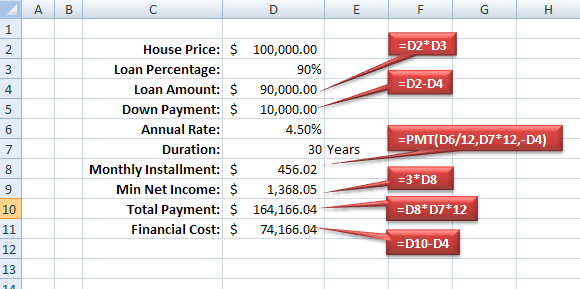 A B C D E F G H
1
2 House Price: $ 100,000.00 =D2*D3
3 Loan Percentage: 90%
4 Loan Amount: $ 90,000.00 =D2-D4
5 Down Payment: $ 10,000.00
6 Annual Rate: 4.50%
7 Duration: 30 Years =PMT(D6/12,D7*12,-D4)
8 Monthly Installment: $ 456.02
9 Min Net Income: $ 1,368.05 =3*D8
10 Total Payment: $ 164,166.04 =D8*D7*12
11 Financial Cost: $ 74,166.04 =D10-D4
12
13